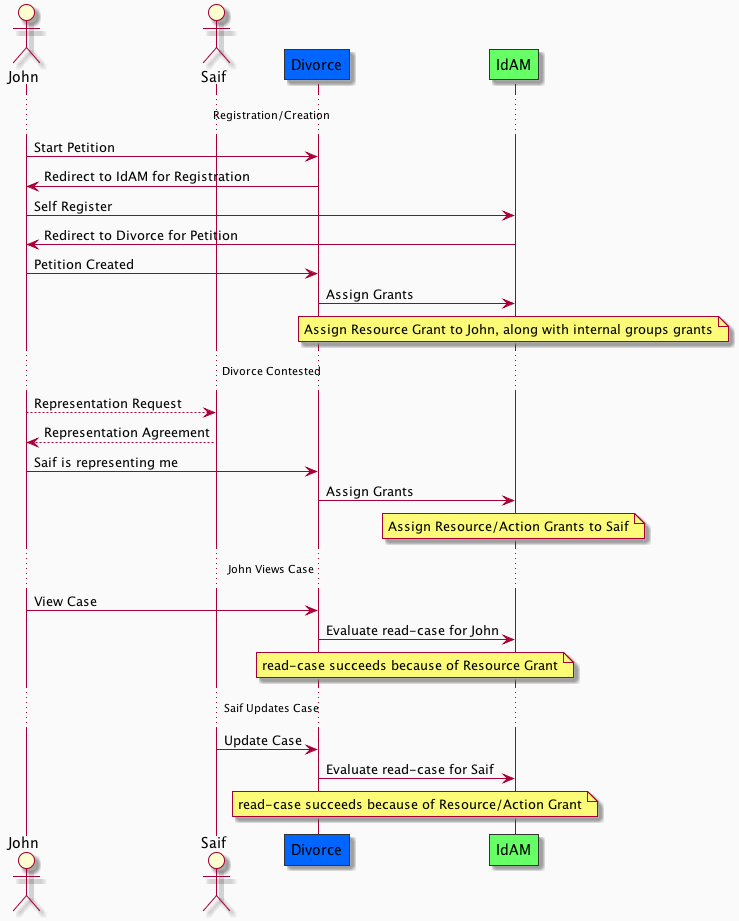 John
Saif
Divorce
IdAM
Registration/Creation
Start Petition
Redirect to IdAM for Registration
Self Register
Redirect to Divorce for Petition
Petition Created
Assign Grants
Assign Resource Grant to John, along with internal groups grants
Divorce Contested
Representation Request
Representation Agreement
Saif is representing me
Assign Grants
Assign Resource/Action Grants to Saif
John Views Case
View Case
Evaluate read-case for John
read-case succeeds because of Resource Grant
Saif Updates Case
Update Case
Evaluate read-case for Saif
read-case succeeds because of Resource/Action Grant
John
Saif
Divorce
IdAM